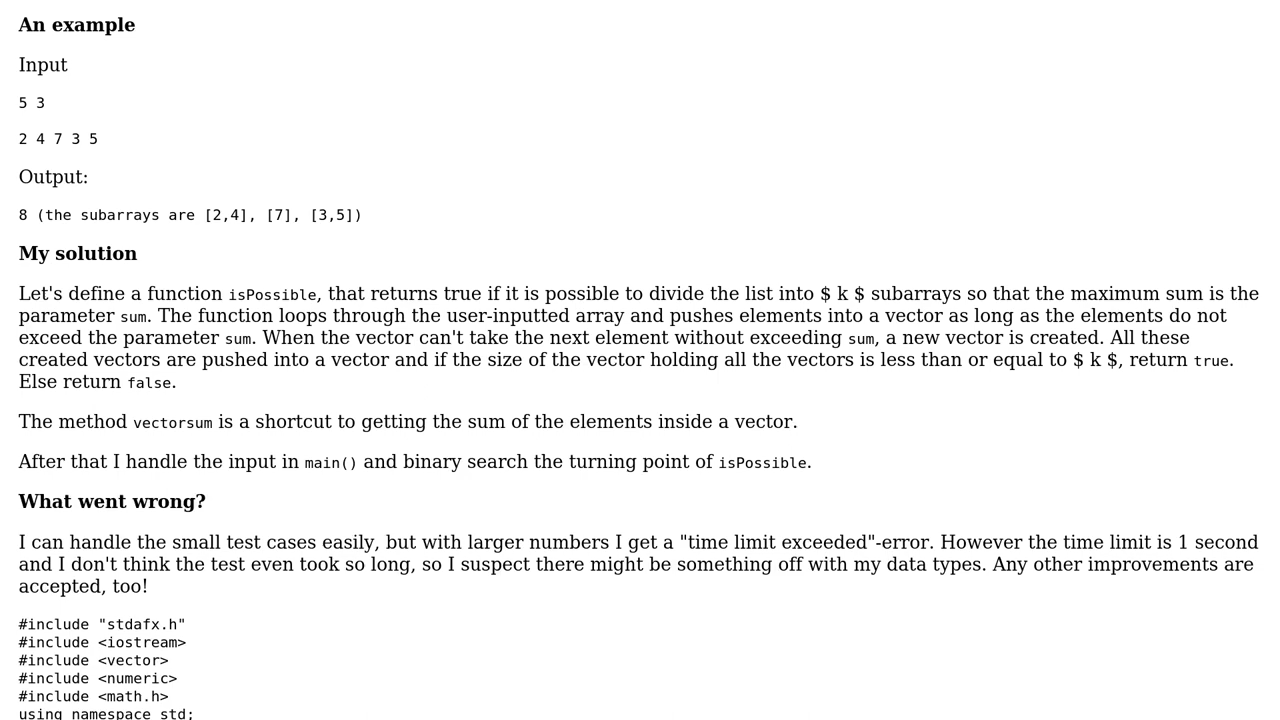 An example
Input
5 3
2 4 7 3 5
Output:
8 (the subarrays are [2,4], [7], [3,5])
My solution
Let's define a function isPossible, that returns true if it is possible to divide the list into $ k $ subarrays so that the maximum sum is the
parameter sum. The function loops through the user-inputted array and pushes elements into a vector as long as the elements do not
exceed the parameter sum. When the vector can't take the next element without exceeding sum, a new vector is created. All these
created vectors are pushed into a vector and if the size of the vector holding all the vectors is less than or equal to $ k $, return true.
Else return false.
The method vectorsum is a shortcut to getting the sum of the elements inside a vector.
After that I handle the input in main() and binary search the turning point of isPossible.
What went wrong?
I can handle the small test cases easily, but with larger numbers I get a "time limit exceeded"-error. However the time limit is 1 second
and I don't think the test even took so long, so I suspect there might be something off with my data types. Any other improvements are
accepted, too!
#include "stdafx.h"
#include <iostream>
#include <vector>
#include <numeric>
#include <math.h>
using namespace std;